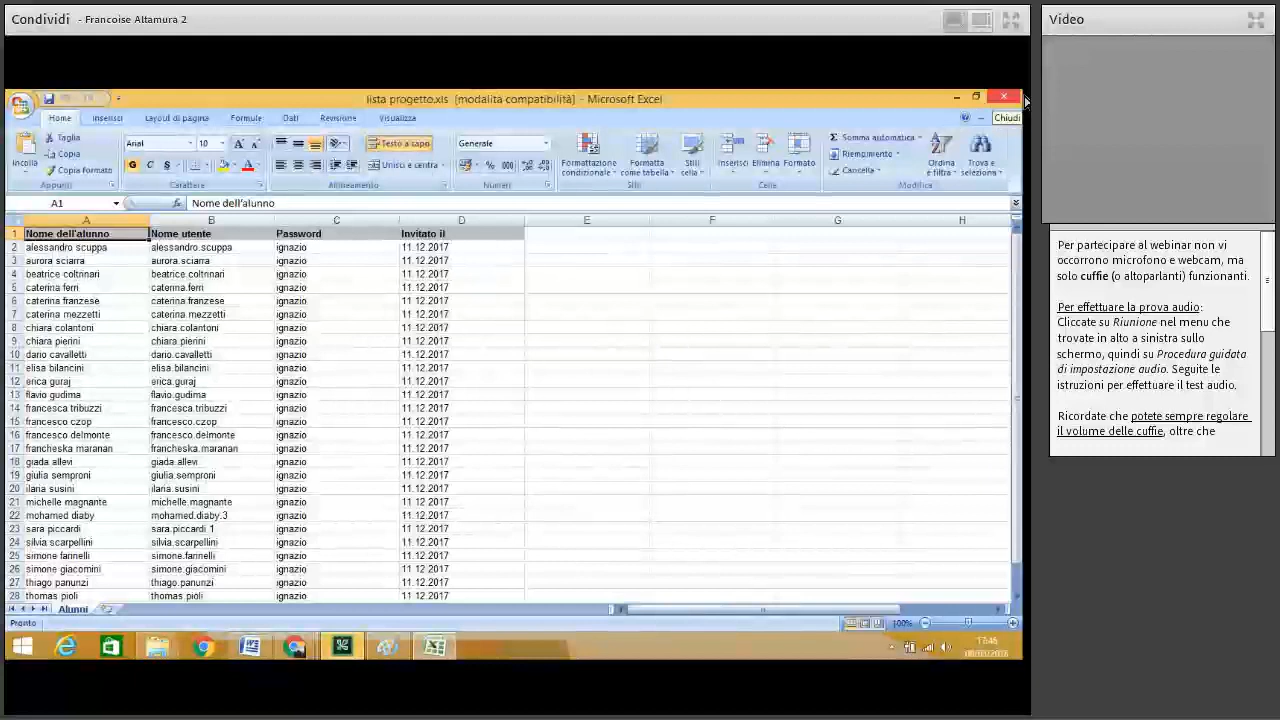 Condividi - Francoise Altamura 2
Video
lista progetto.xls [modalità compatibilità] - Microsoft Excel
Home Inserisci Layout di pagina Formule Dati Revisione Visualizza
Chiudi
Incolla
Taglia
Copia
Copia formato
Appunti
Arial 10
G C S
Carattere
Testo a capo
Unisci e centra
Allineamento
Generale
% 000
Numeri
Formattazione condizionale
Formatta come tabella
Stili cella
Stili
Inserisci Elimina Formato
Celle
Somma automatica
Riempimento
Cancella
Ordina e filtra
Trova e seleziona
Modifica
A1 fx Nome dell'alunno
A B C D E F G H
1 Nome dell'alunno Nome utente Password Invitato il
2 alessandro scuppa alessandro.scuppa ignazio 11.12.2017
3 aurora sciarra aurora.sciarra ignazio 11.12.2017
4 beatrice coltrinari beatrice.coltrinari ignazio 11.12.2017
5 caterina ferri caterina.ferri ignazio 11.12.2017
6 caterina franzese caterina.franzese ignazio 11.12.2017
7 caterina mezzetti caterina.mezzetti ignazio 11.12.2017
8 chiara colantoni chiara.colantoni ignazio 11.12.2017
9 chiara pierini chiara.pierini ignazio 11.12.2017
10 dario cavalletti dario.cavalletti ignazio 11.12.2017
11 elisa bilancini elisa.bilancini ignazio 11.12.2017
12 erica guraj erica.guraj ignazio 11.12.2017
13 flavio gudima flavio.gudima ignazio 11.12.2017
14 francesca tribuzzi francesca.tribuzzi ignazio 11.12.2017
15 francesco czop francesco.czop ignazio 11.12.2017
16 francesco delmonte francesco.delmonte ignazio 11.12.2017
17 francheska maranan francheska.maranan ignazio 11.12.2017
18 giada allevi giada.allevi ignazio 11.12.2017
19 giulia semproni giulia.semproni ignazio 11.12.2017
20 ilaria susini ilaria.susini ignazio 11.12.2017
21 michelle magnante michelle.magnante ignazio 11.12.2017
22 mohamed diaby mohamed.diaby.3 ignazio 11.12.2017
23 sara piccardi sara.piccardi.1 ignazio 11.12.2017
24 silvia scarpellini silvia.scarpellini ignazio 11.12.2017
25 simone farinelli simone.farinelli ignazio 11.12.2017
26 simone giacomini simone.giacomini ignazio 11.12.2017
27 thiago panunzi thiago.panunzi ignazio 11.12.2017
28 thomas pioli thomas.pioli ignazio 11.12.2017
Alunni
Pronto 100%
17:46
Per partecipare al webinar non vi
occorrono microfono e webcam, ma
solo cuffie (o altoparlanti) funzionanti.
Per effettuare la prova audio:
Cliccate su Riunione nel menu che
trovate in alto a sinistra sullo
schermo, quindi su Procedura guidata
di impostazione audio. Seguite le
istruzioni per effettuare il test audio.
Ricordate che potete sempre regolare
il volume delle cuffie, oltre che